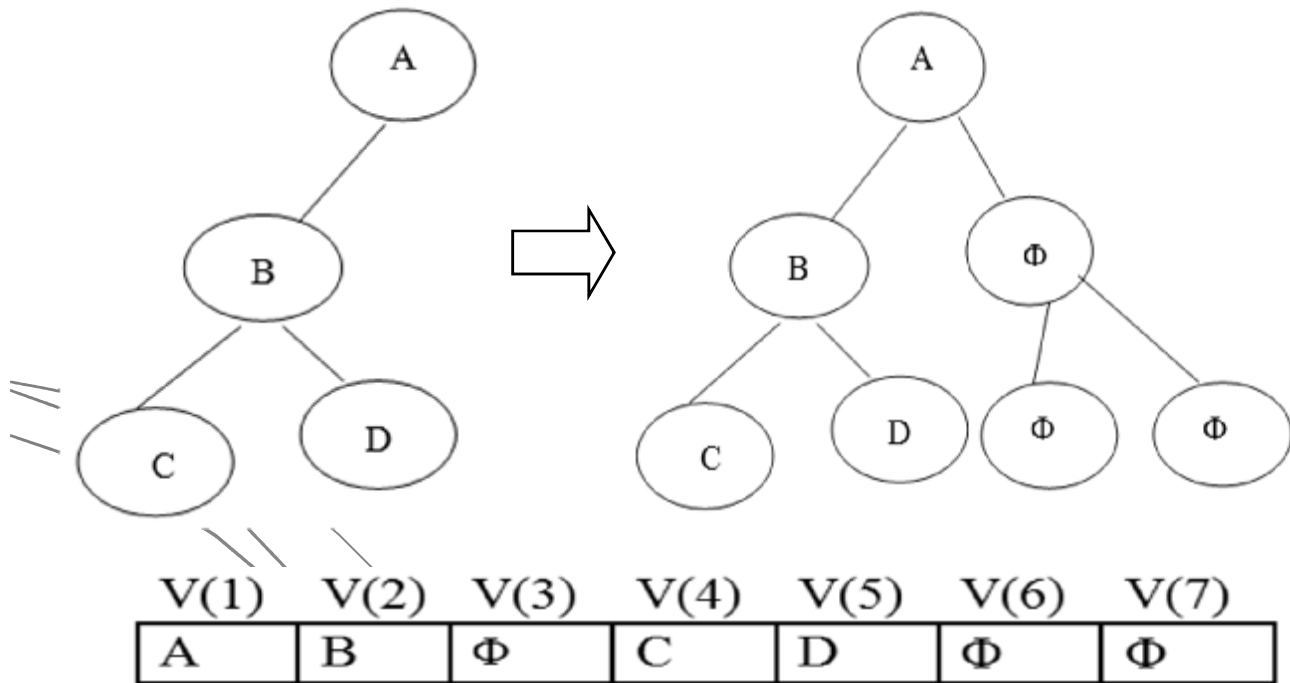 A A
B B Φ
C D C D Φ Φ
V(1) V(2) V(3) V(4) V(5) V(6) V(7)
A B Φ C D Φ Φ